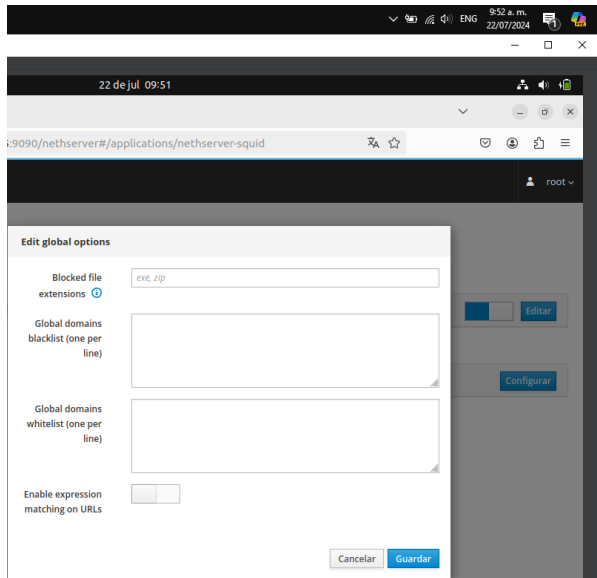 ENG
9:52 a. m.
22/07/2024
1
22 de jul 09:51
:9090/nethserver#/applications/nethserver-squid
root
Edit global options
Blocked file
extensions
exe, zip
Editar
Global domains
blacklist (one per
line)
Configurar
Global domains
whitelist (one per
line)
Enable expression
matching on URLs
Cancelar
Guardar